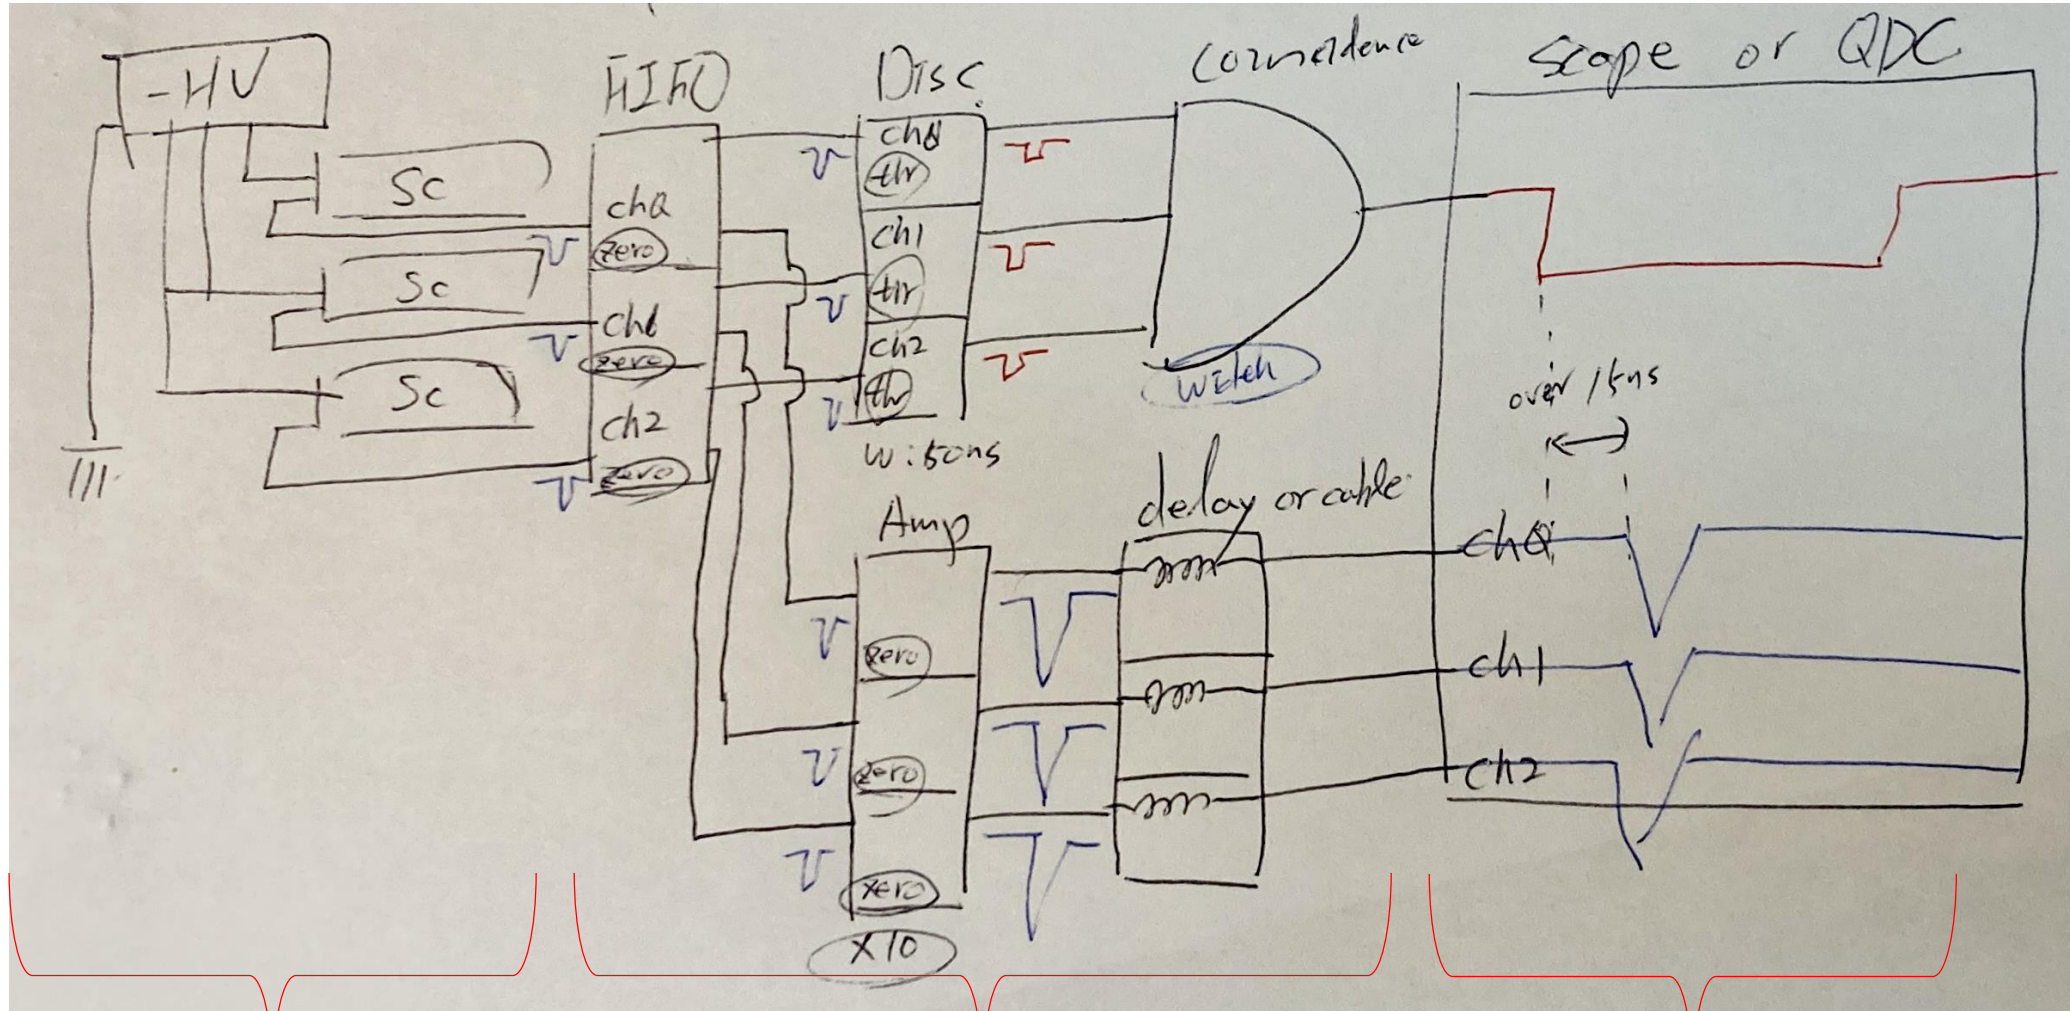 -HV
Sc
Sc
Sc
FIFO
ch0
zero
ch1
zero
ch2
zero
Disc.
ch0
thr
ch1
thr
ch2
thr
w: 50ns
Coincidence
width
Amp
zero
zero
zero
x10
delay or cable
scope or QDC
over 15ns
ch0
ch1
ch2